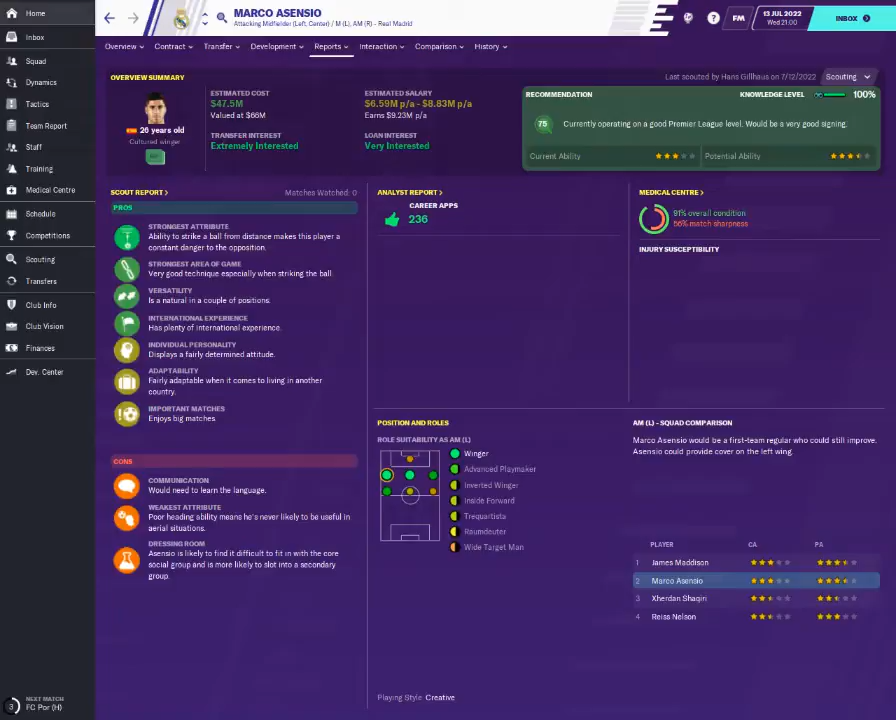 Home
Inbox
Squad
Dynamics
Tactics
Team Report
Staff
Training
Medical Centre
Schedule
Competitions
Scouting
Transfers
Club Info
Club Vision
Finances
Dev. Center
3 NEXT MATCH
FC Por (H)
MARCO ASENSIO
Attacking Midfielder (Left, Center) / M (L), AM (R) - Real Madrid
? FM 13 JUL 2022
Wed 21:00
INBOX
Overview Contract Transfer Development Reports Interaction Comparison History
OVERVIEW SUMMARY
Last scouted by Hans Gillhaus on 7/12/2022 Scouting
26 years old
Cultured winger
ESTIMATED COST
$47.5M
Valued at $66M
TRANSFER INTEREST
Extremely Interested
ESTIMATED SALARY
$6.59M p/a - $8.83M p/a
Earns $9.23M p/a
LOAN INTEREST
Very Interested
RECOMMENDATION KNOWLEDGE LEVEL 100%
75 Currently operating on a good Premier League level. Would be a very good signing.
Current Ability
Potential Ability
SCOUT REPORT > Matches Watched: 0
PROS
STRONGEST ATTRIBUTE
Ability to strike a ball from distance makes this player a
constant danger to the opposition.
STRONGEST AREA OF GAME
Very good technique especially when striking the ball
VERSATILITY
Is a natural in a couple of positions.
INTERNATIONAL EXPERIENCE
Has plenty of international experience.
INDIVIDUAL PERSONALITY
Displays a fairly determined attitude.
ADAPTABILITY
Fairly adaptable when it comes to living in another
country.
IMPORTANT MATCHES
Enjoys big matches
CONS
COMMUNICATION
Would need to learn the language.
WEAKEST ATTRIBUTE
Poor heading ability means he's never likely to be useful in
aerial situations.
DRESSING ROOM
Asensio is likely to find it difficult to fit in with the core
social group and is more likely to slot into a secondary
group.
ANALYST REPORT >
CAREER APPS
236
MEDICAL CENTRE >
91% overall condition
56% match sharpness
INJURY SUSCEPTIBILITY
POSITION AND ROLES
ROLE SUITABILITY AS AM (L)
Winger
Advanced Playmaker
Inverted Winger
Inside Forward
Trequartista
Raumdeuter
Wide Target Man
Playing Style Creative
AM (L) - SQUAD COMPARISON
Marco Asensio would be a first-team regular who could still improve.
Asensio could provide cover on the left wing.
PLAYER CA PA
1 James Maddison
2 Marco Asensio
3 Xherdan Shaqiri
4 Reiss Nelson